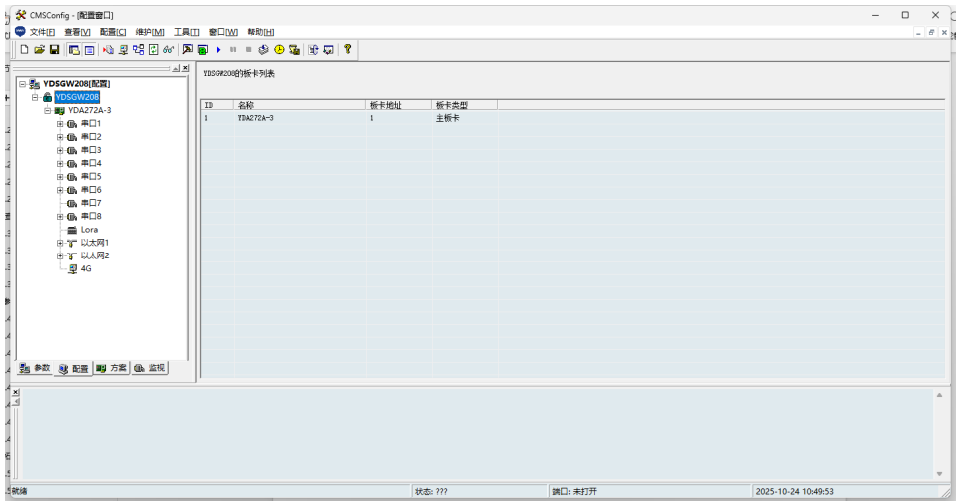 CMSConfig - [配置窗口]
文件[F] 查看[V] 配置[C] 维护[M] 工具[T] 窗口[W] 帮助[H]
YDSGW208[配置]
YDSGW208
YDA272A-3
串口1
串口2
串口3
串口4
串口5
串口6
串口7
串口8
Lora
以太网1
以太网2
4G
参数 配置 方案 监视
YDSGW208的板卡列表
ID 名称 板卡地址 板卡类型
1 YDA272A-3 1 主板卡
就绪 状态: ??? 端口: 未打开 2025-10-24 10:49:53